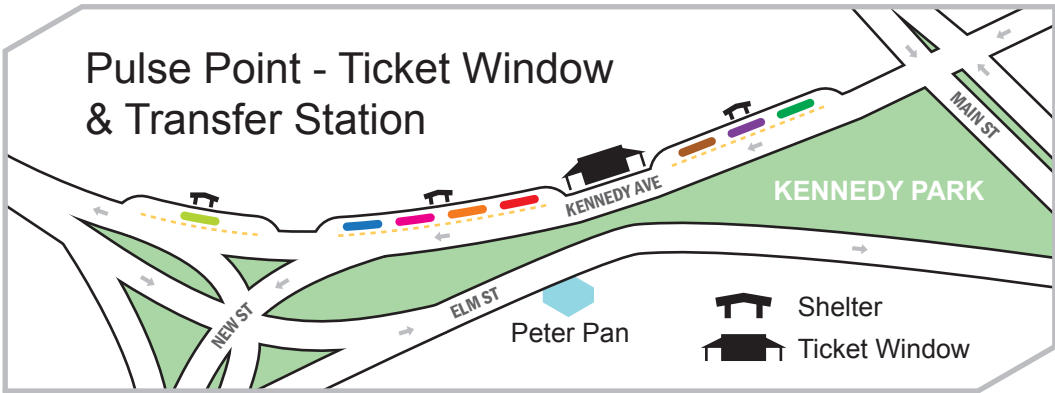 Pulse Point - Ticket Window
& Transfer Station
MAIN ST
KENNEDY AVE
KENNEDY PARK
NEW ST
ELM ST
Peter Pan
Shelter
Ticket Window